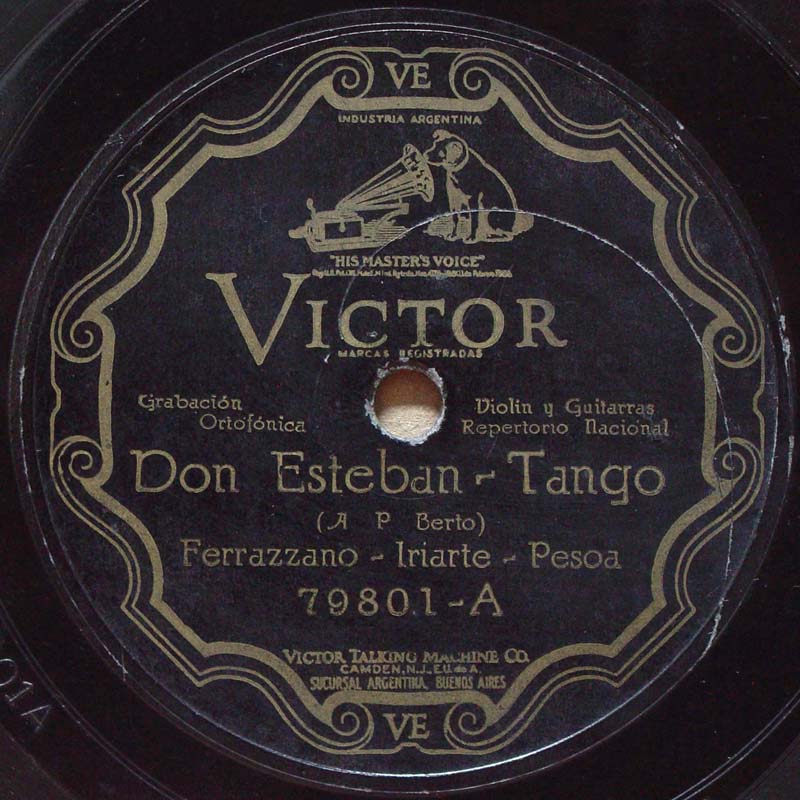 VE
INDUSTRIA ARGENTINA
"HIS MASTER'S VOICE"
VICTOR
MARCAS REGISTRADAS
Grabación
Ortofónica
Violin y Guitarras
Repertorio Nacional
Don Esteban - Tango
(A P Berto)
Ferrazzano - Iriarte - Pesoa
79801-A
VICTOR TALKING MACHINE CO.
CAMDEN, N.J., E.U. de A.
SUCURSAL ARGENTINA, BUENOS AIRES
VE
01A